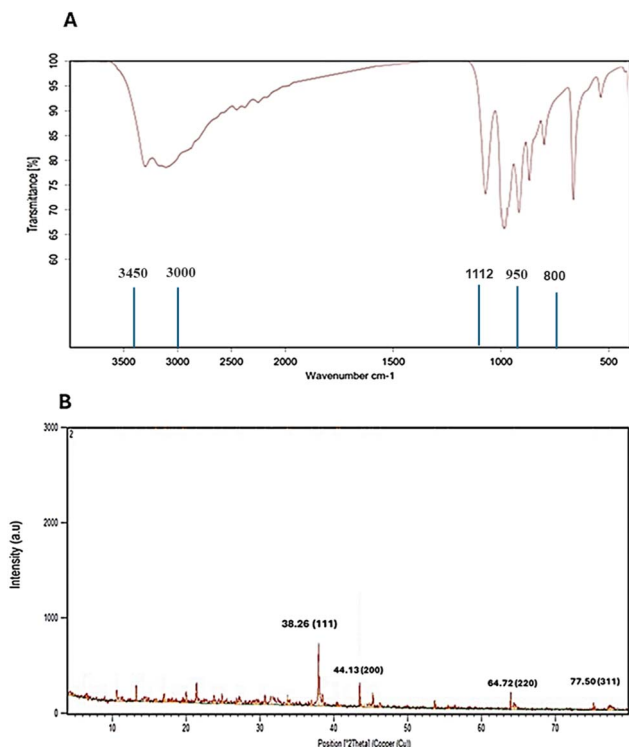 A
Transmittance [%]
100
95
90
85
80
75
70
65
60
3450 3000 1112 950 800
3500 3000 2500 2000 1500 1000 500
Wavenumber cm-1
B
Intensity (a.u)
3000
2000
1000
0
2
38.26 (111)
44.13 (200)
64.72 (220)
77.50 (311)
10 20 30 40 50 60 70
Position [°2Theta] (Copper (Cu))